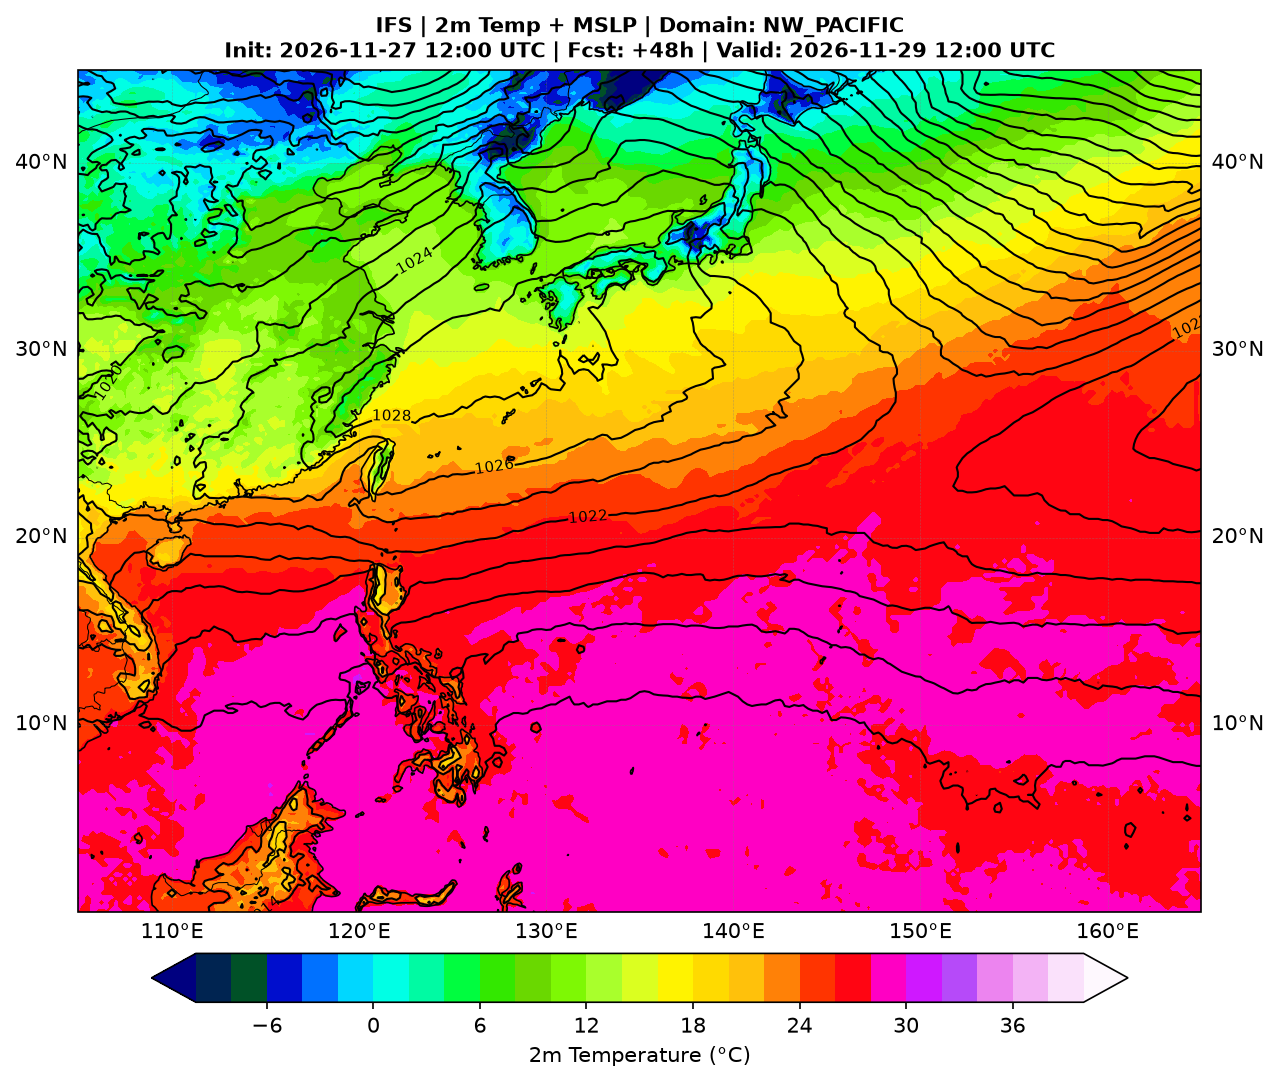 IFS | 2m Temp + MSLP | Domain: NW_PACIFIC
Init: 2026-11-27 12:00 UTC | Fcst: +48h | Valid: 2026-11-29 12:00 UTC
40°N
40°N
1024
30°N
30°N
1020
1028
1026
1022
20°N
20°N
10°N
10°N
110°E
120°E
130°E
140°E
150°E
160°E
−6
0
6
12
18
24
30
36
2m Temperature (°C)